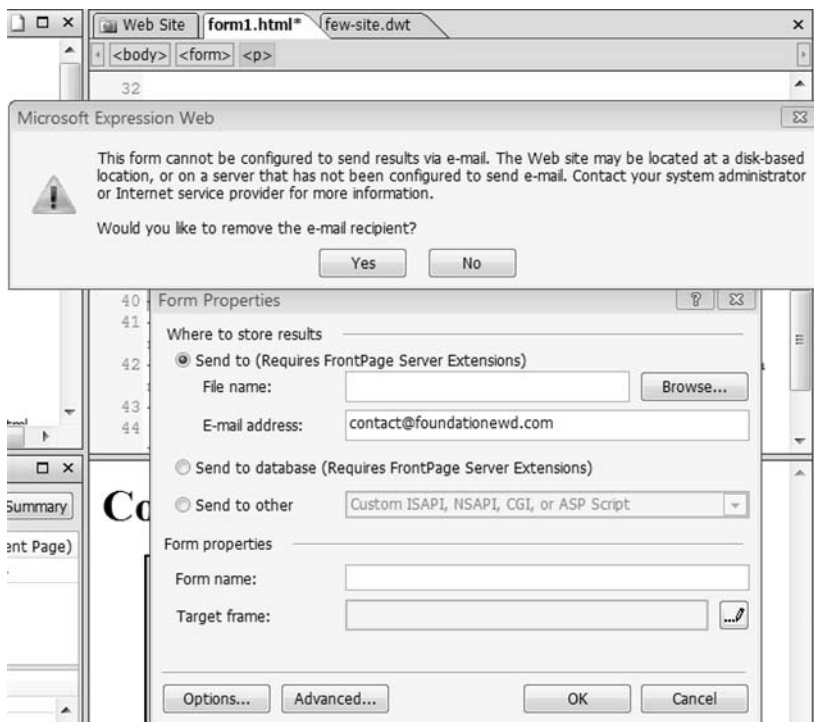 Web Site form1.html* few-site.dwt
<body> <form> <p>
32
Microsoft Expression Web
This form cannot be configured to send results via e-mail. The Web site may be located at a disk-based
location, or on a server that has not been configured to send e-mail. Contact your system administrator
or Internet service provider for more information.
Would you like to remove the e-mail recipient?
Yes No
40
41
42
43
44
Form Properties
Where to store results
Send to (Requires FrontPage Server Extensions)
File name: Browse...
E-mail address: contact@foundationewd.com
Send to database (Requires FrontPage Server Extensions)
Send to other Custom ISAPI, NSAPI, CGI, or ASP Script
Form properties
Form name:
Target frame:
Options... Advanced... OK Cancel
Summary
ent Page)
Co